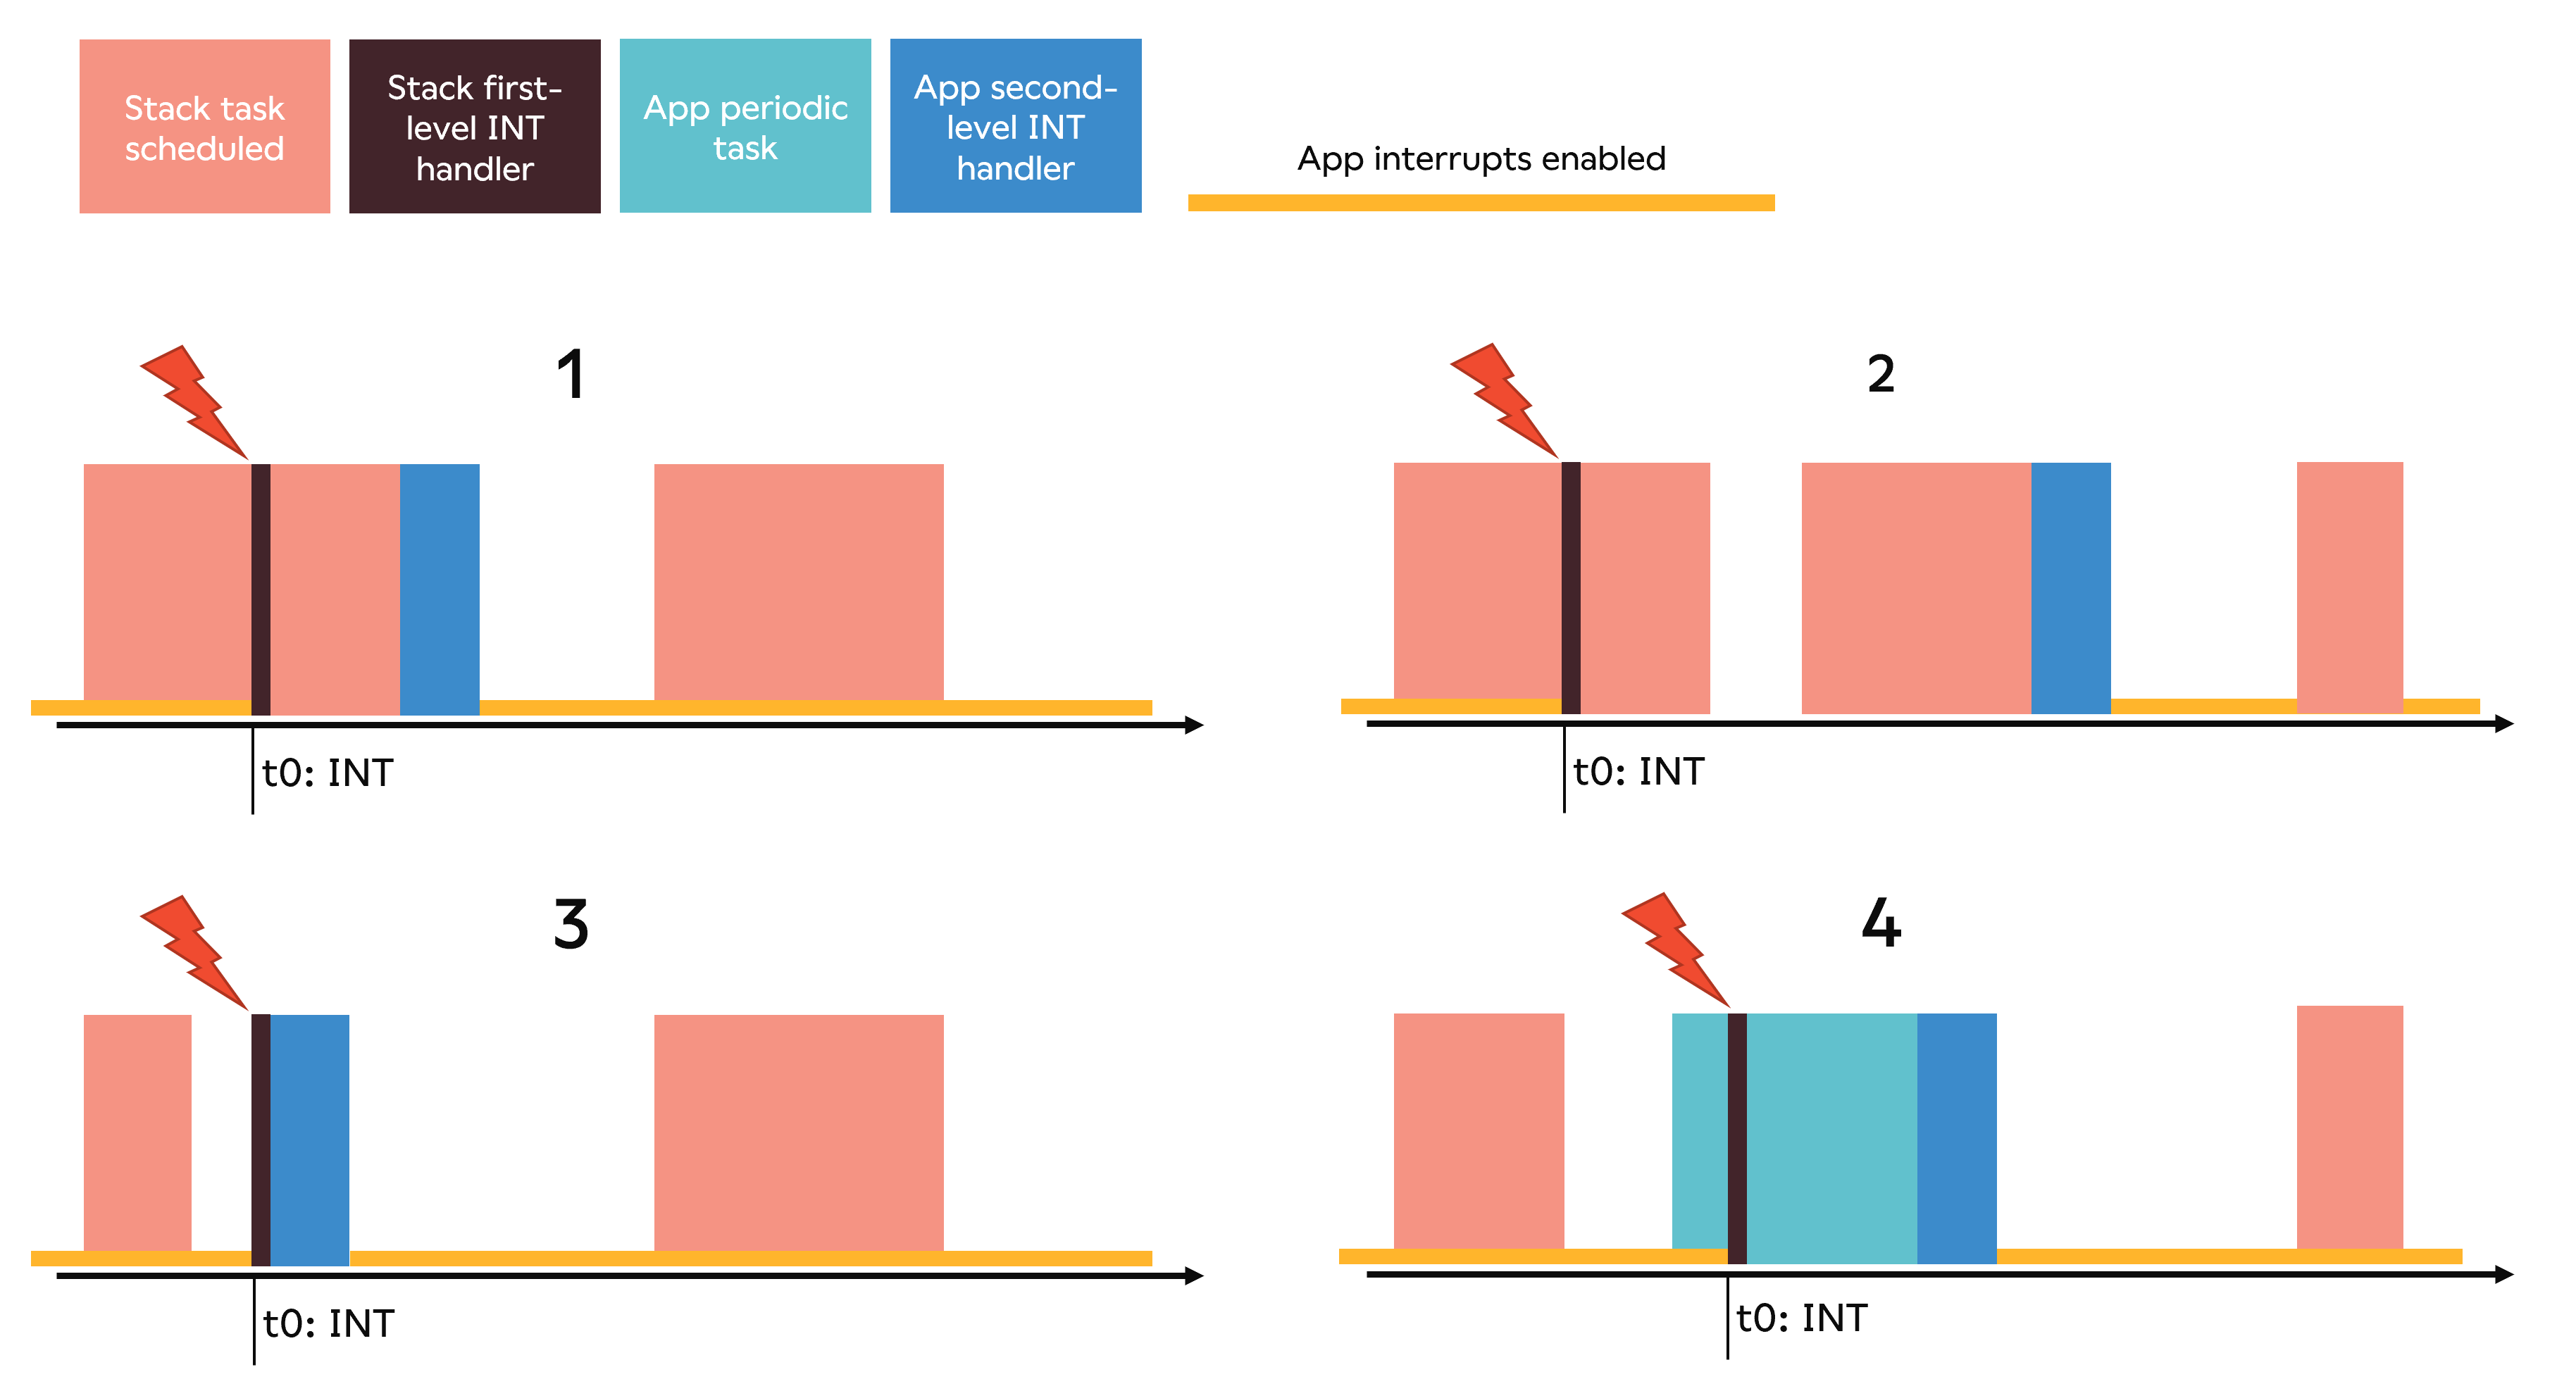 Stack task
scheduled
Stack first-
level INT
handler
App periodic
task
App second-
level INT
handler
App interrupts enabled
1
t0: INT
2
t0: INT
3
t0: INT
4
t0: INT